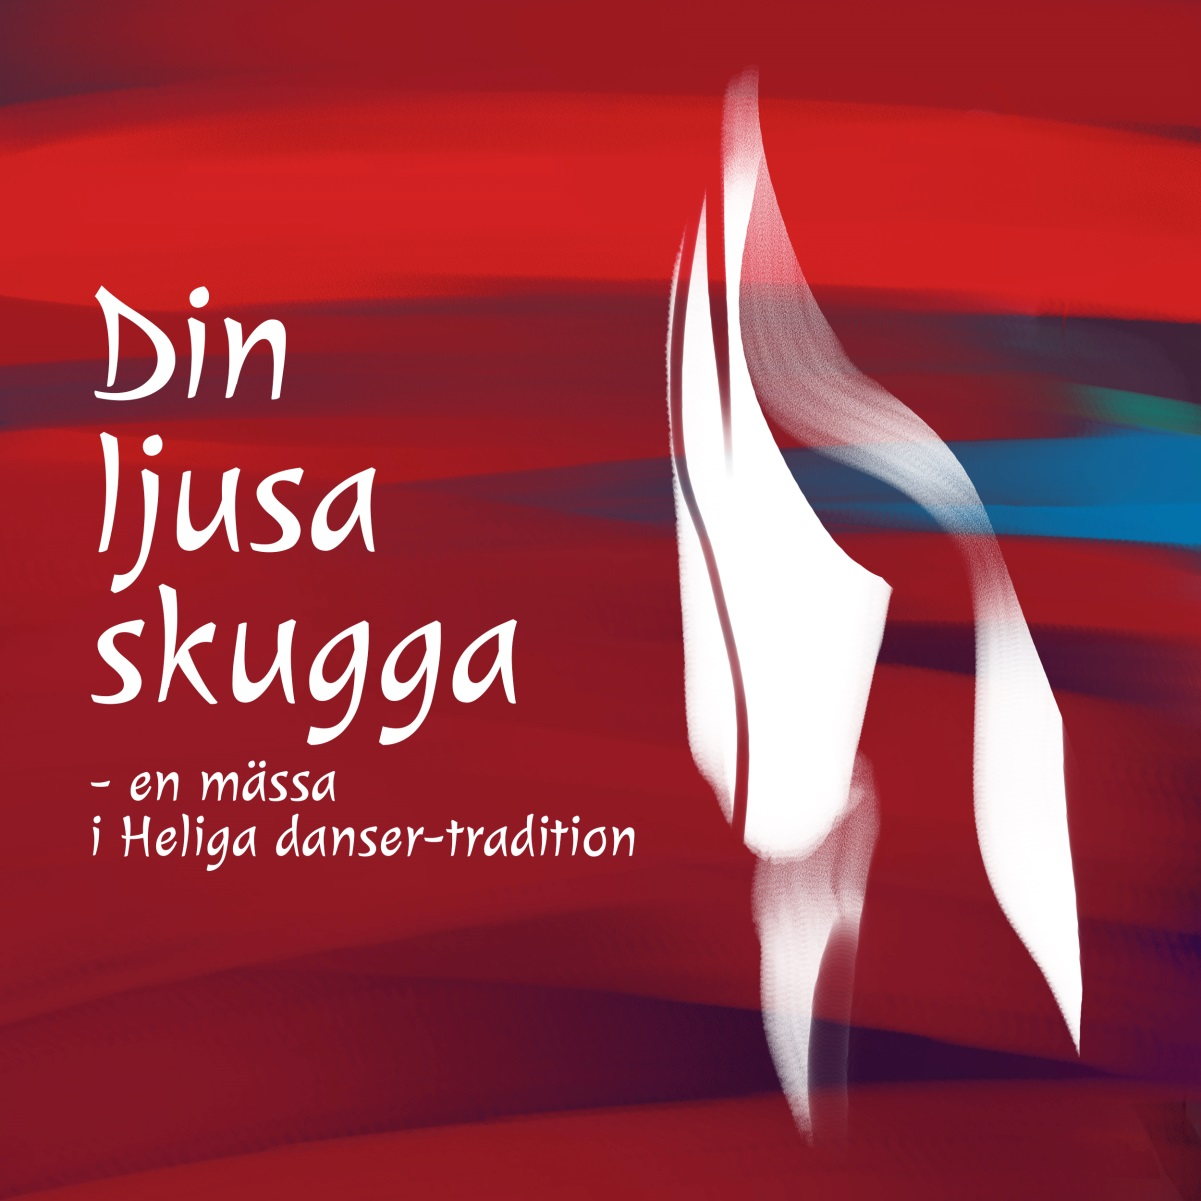 Din
ljusa
skugga
- en mässa
i Heliga danser-tradition